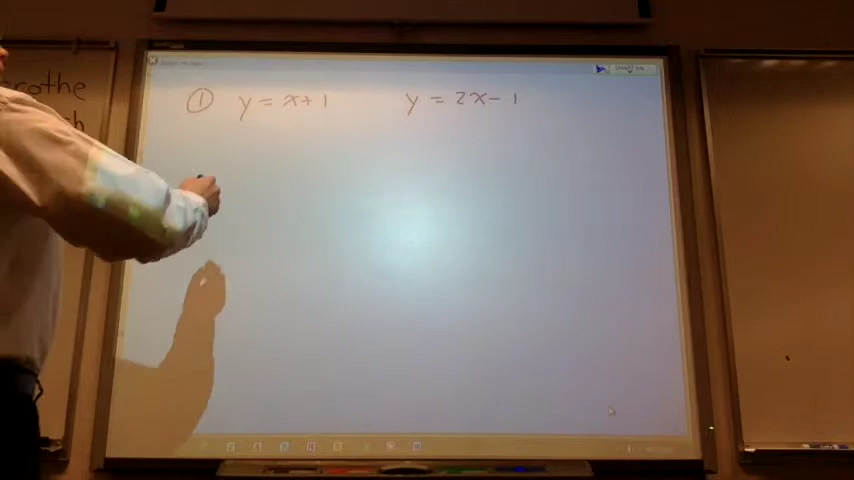 ① y = x+1 y = 2x-1